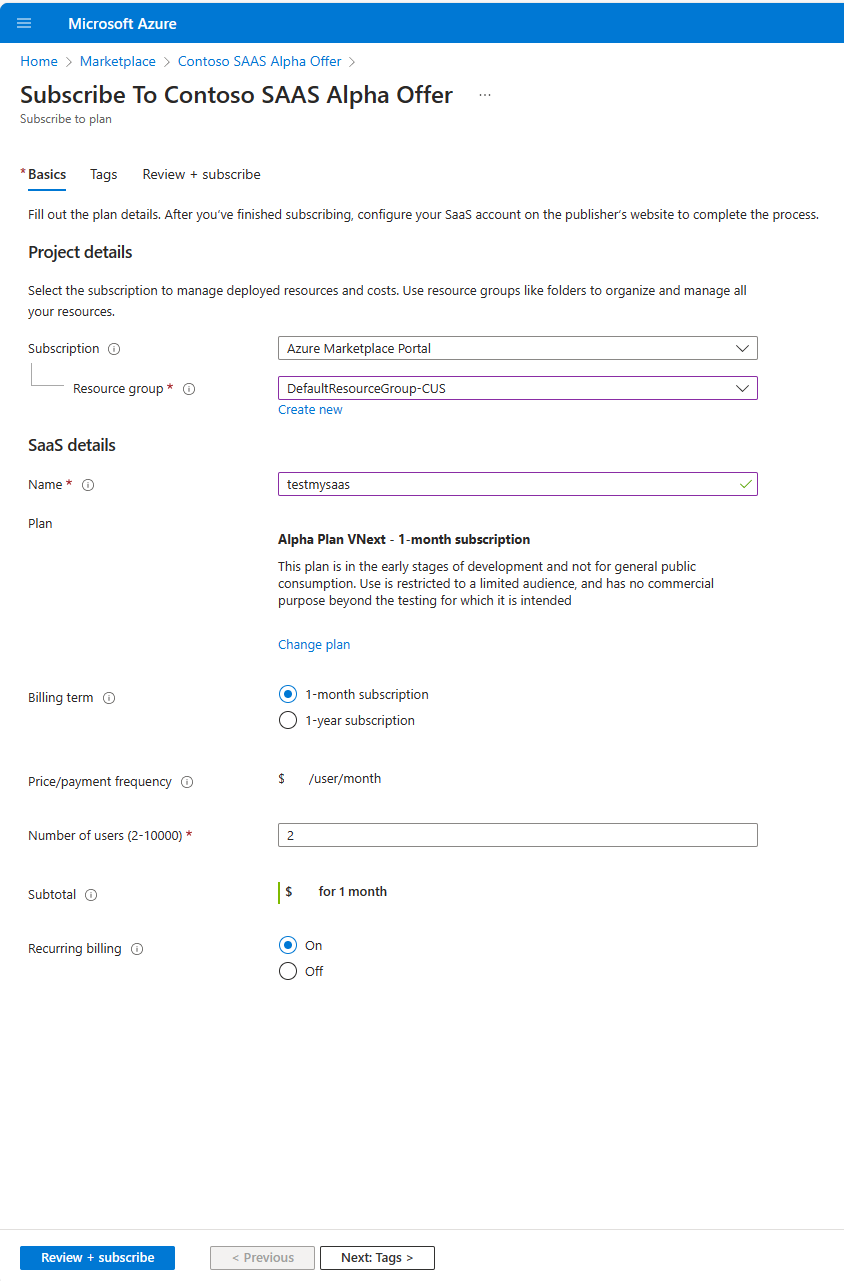 Microsoft Azure
Home > Marketplace > Contoso SAAS Alpha Offer >
Subscribe To Contoso SAAS Alpha Offer ...
Subscribe to plan
* Basics Tags Review + subscribe
Fill out the plan details. After you've finished subscribing, configure your SaaS account on the publisher's website to complete the process.
Project details
Select the subscription to manage deployed resources and costs. Use resource groups like folders to organize and manage all
your resources.
Subscription Azure Marketplace Portal
Resource group * DefaultResourceGroup-CUS
Create new
SaaS details
Name * testmysaas
Plan
Alpha Plan VNext - 1-month subscription
This plan is in the early stages of development and not for general public
consumption. Use is restricted to a limited audience, and has no commercial
purpose beyond the testing for which it is intended
Change plan
Billing term 1-month subscription
1-year subscription
Price/payment frequency $ /user/month
Number of users (2-10000) * 2
Subtotal $ for 1 month
Recurring billing On
Off
Review + subscribe < Previous Next: Tags >